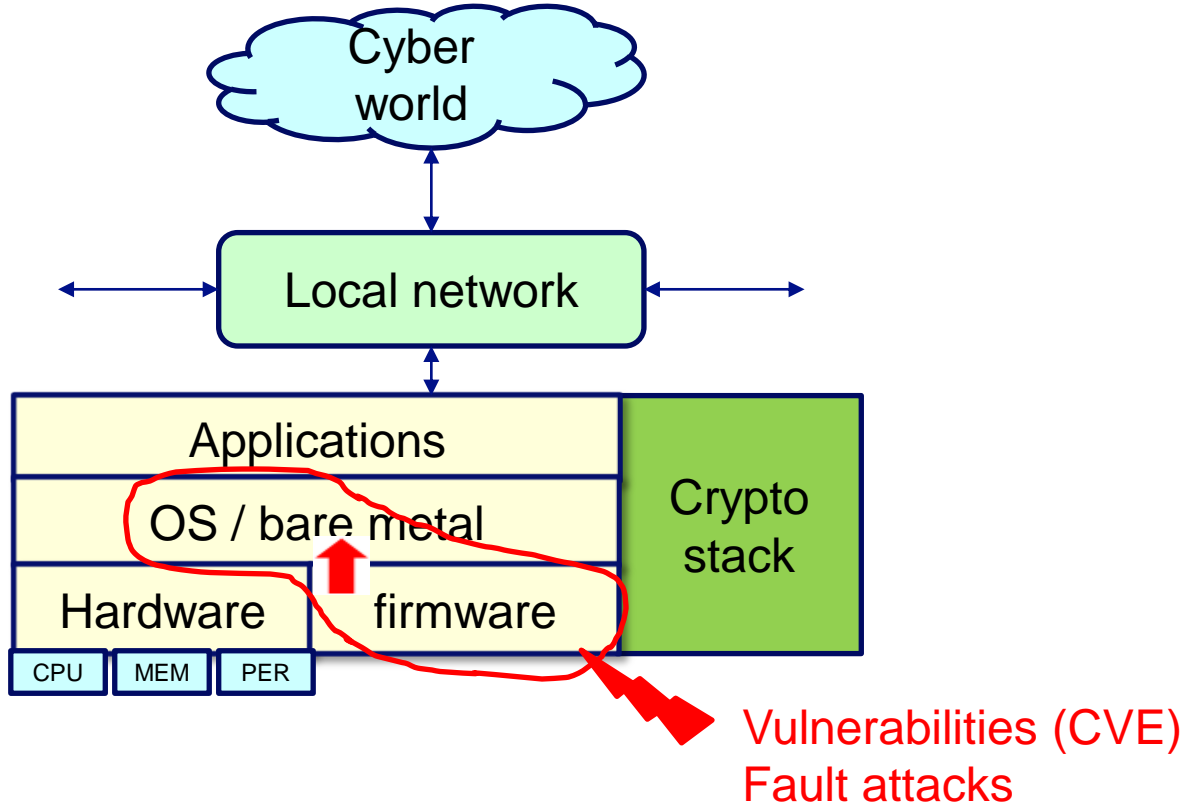 Cyber
world
Local network
Applications
OS / bare metal
Crypto
stack
Hardware
firmware
CPU
MEM
PER
Vulnerabilities (CVE)
Fault attacks